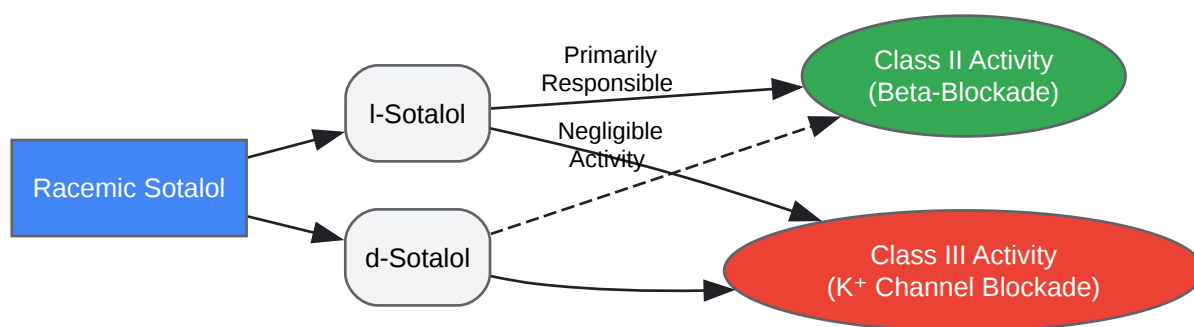 Racemic Sotalol
l-Sotalol
d-Sotalol
Primarily
Responsible
Negligible
Activity
Class II Activity
(Beta-Blockade)
Class III Activity
(K⁺ Channel Blockade)